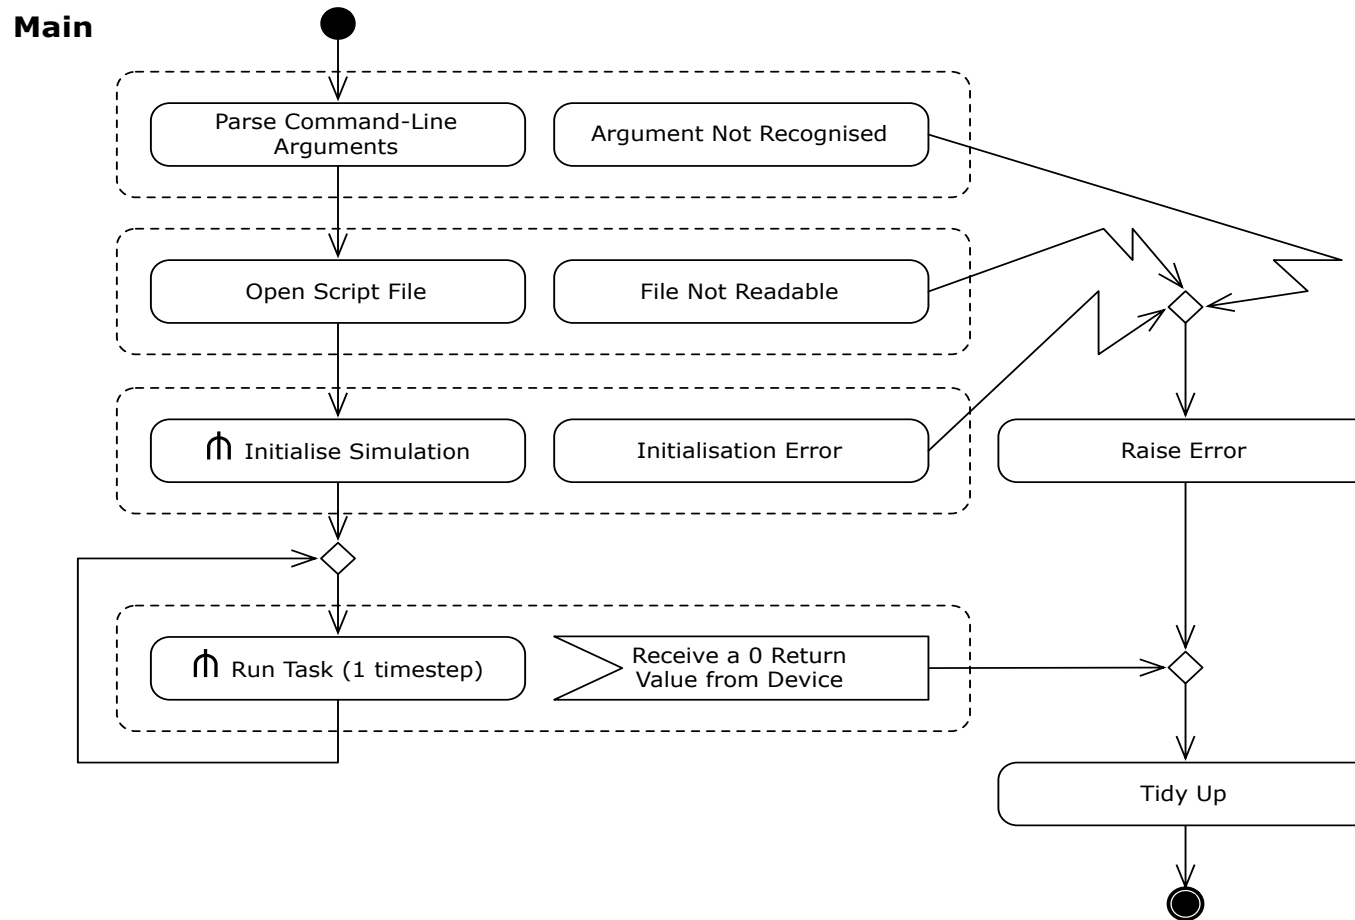 Main
Parse Command-Line
Arguments
Argument Not Recognised
Open Script File
File Not Readable
Initialise Simulation
Initialisation Error
Raise Error
Run Task (1 timestep)
Receive a 0 Return
Value from Device
Tidy Up